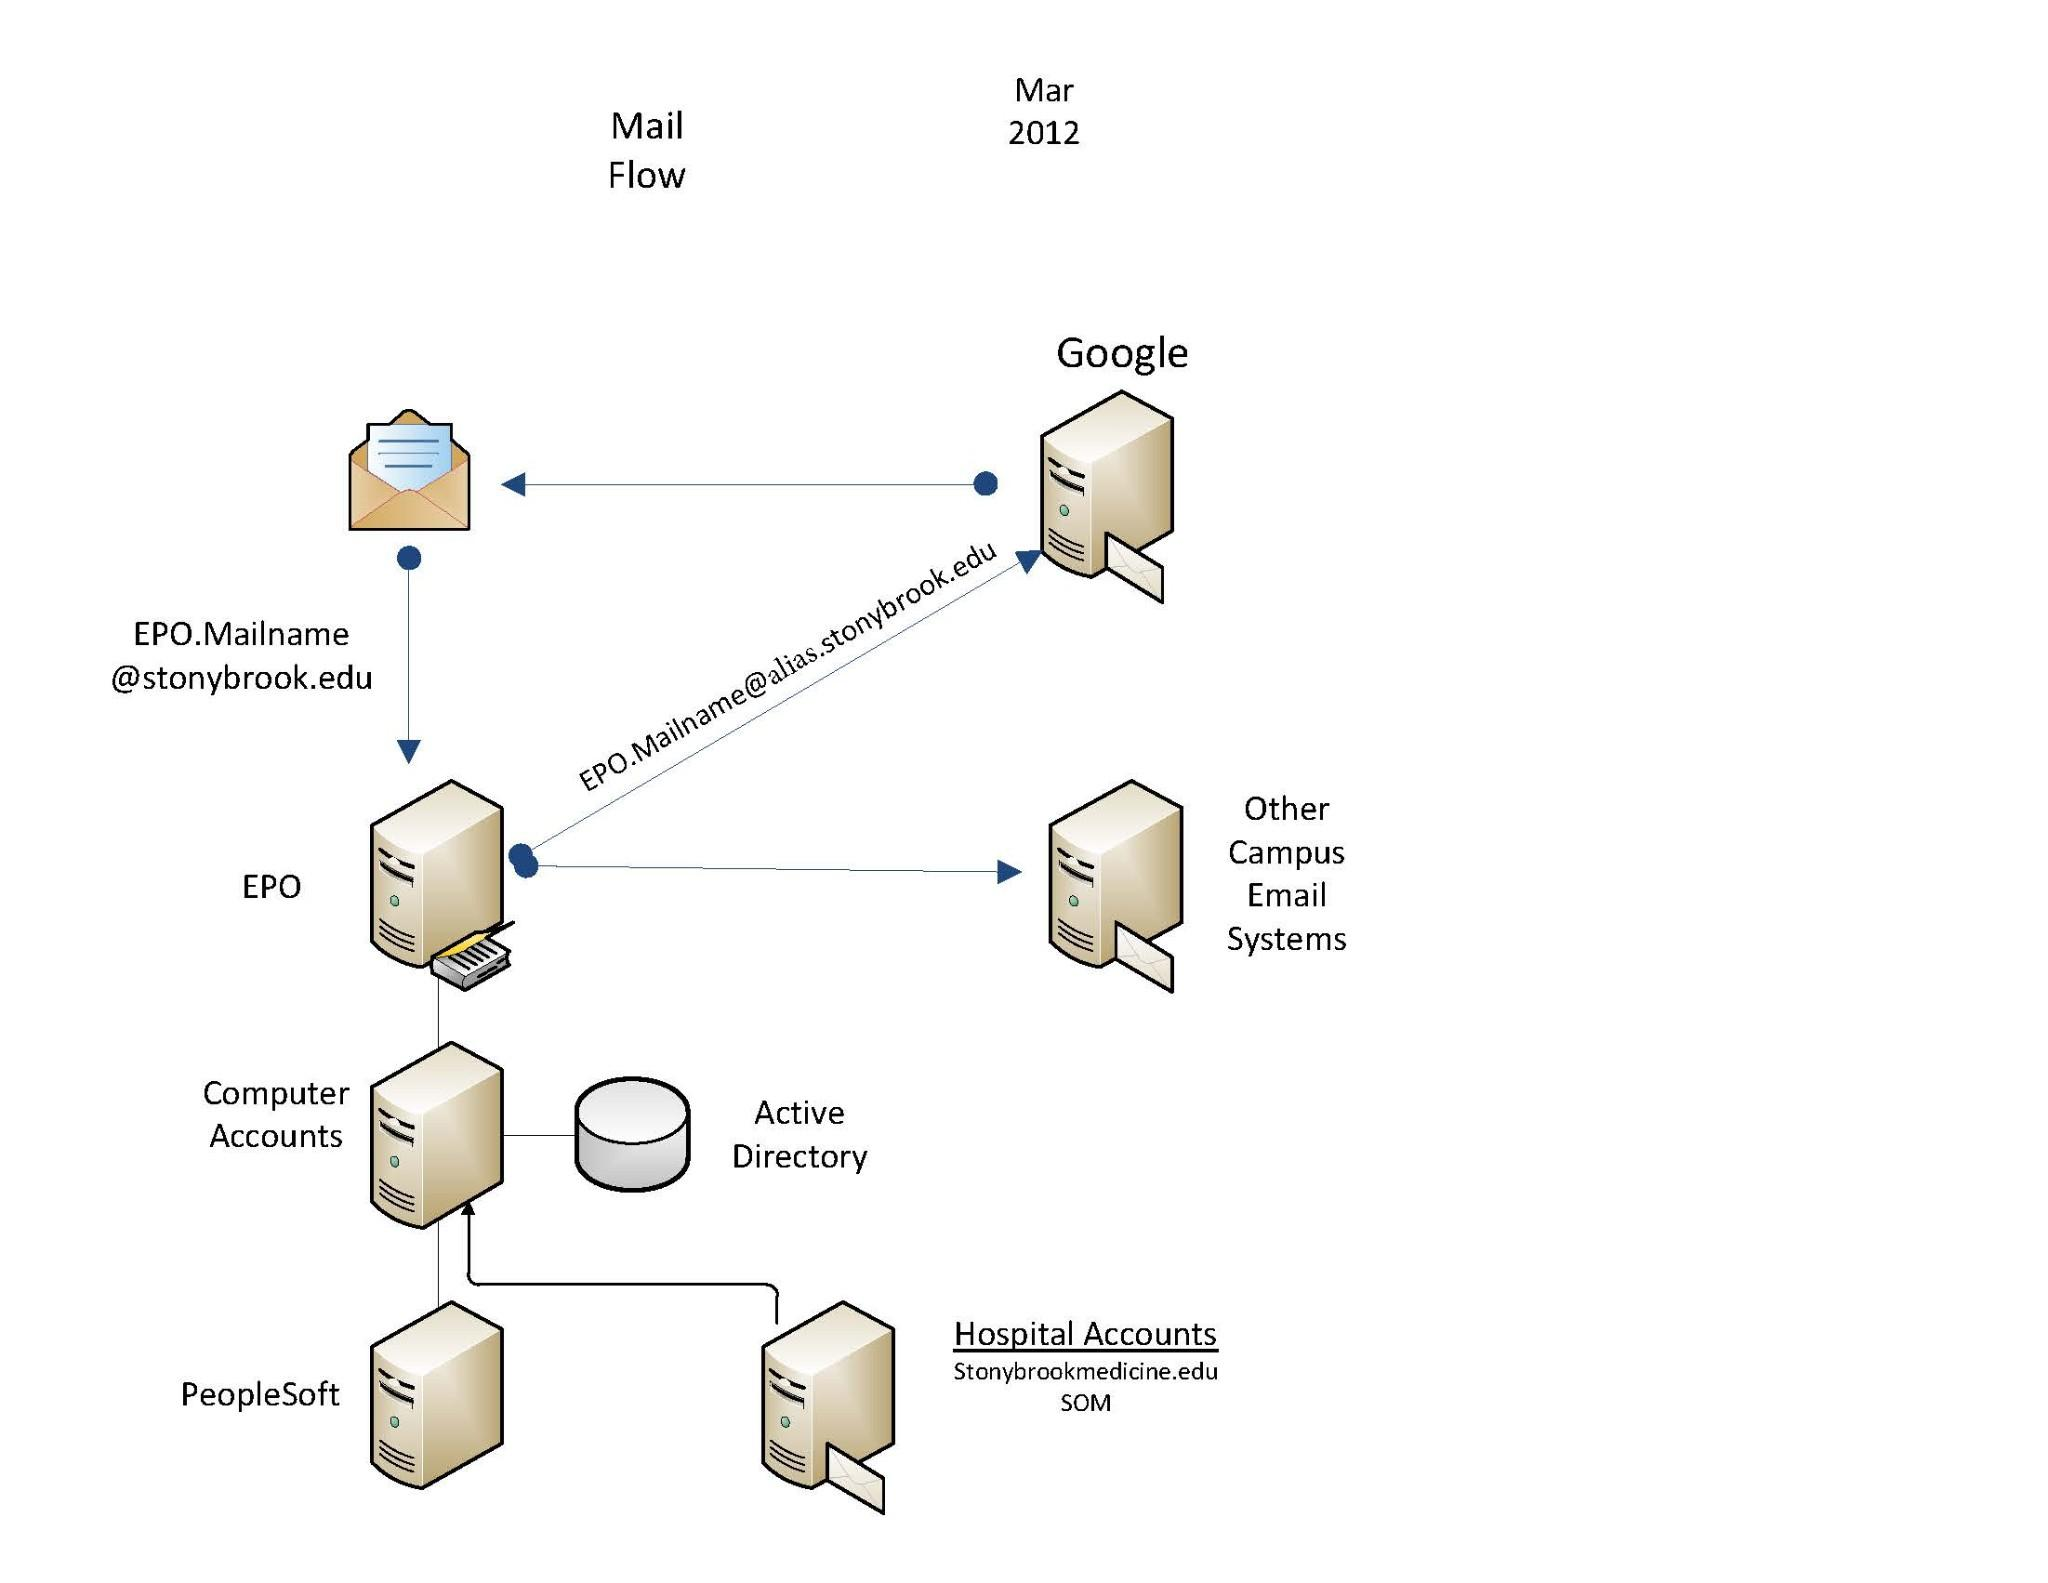 Mail
Flow
Mar
2012
Google
EPO.Mailname
@stonybrook.edu
EPO.Mailname@alias.stonybrook.edu
EPO
Other
Campus
Email
Systems
Computer
Accounts
Active
Directory
PeopleSoft
Hospital Accounts
Stonybrookmedicine.edu
SOM